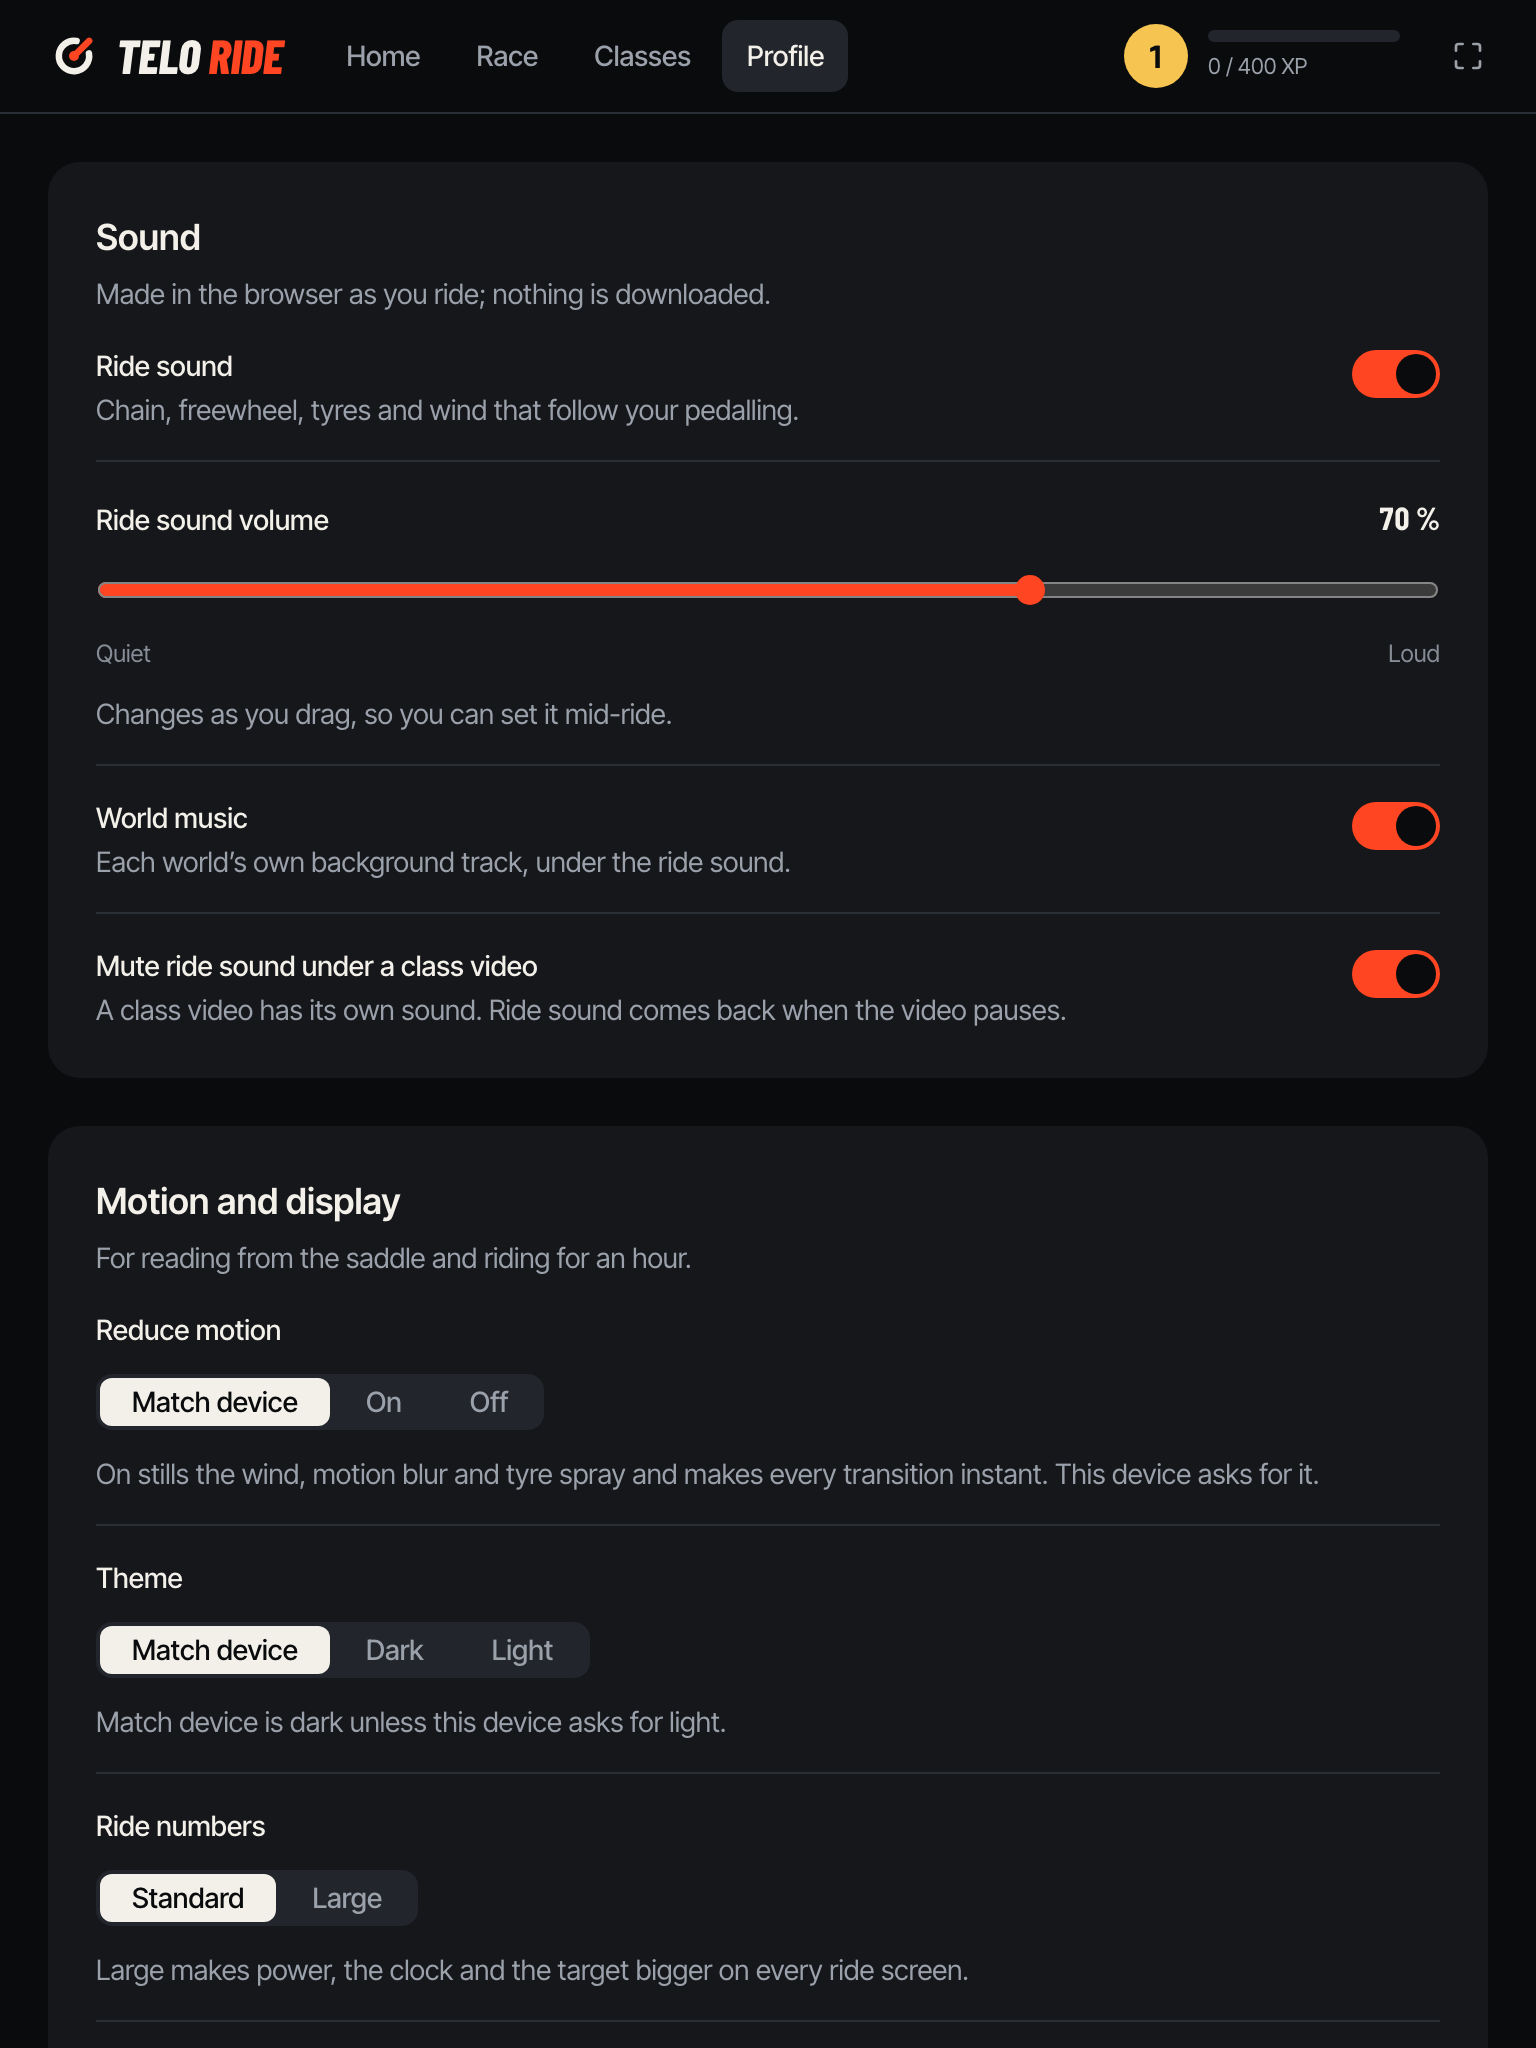 TELO RIDE
Home
Race
Classes
Profile
1
0 / 400 XP
Sound
Made in the browser as you ride; nothing is downloaded.
Ride sound
Chain, freewheel, tyres and wind that follow your pedalling.
Ride sound volume
70 %
Quiet
Loud
Changes as you drag, so you can set it mid-ride.
World music
Each world’s own background track, under the ride sound.
Mute ride sound under a class video
A class video has its own sound. Ride sound comes back when the video pauses.
Motion and display
For reading from the saddle and riding for an hour.
Reduce motion
Match device
On
Off
On stills the wind, motion blur and tyre spray and makes every transition instant. This device asks for it.
Theme
Match device
Dark
Light
Match device is dark unless this device asks for light.
Ride numbers
Standard
Large
Large makes power, the clock and the target bigger on every ride screen.